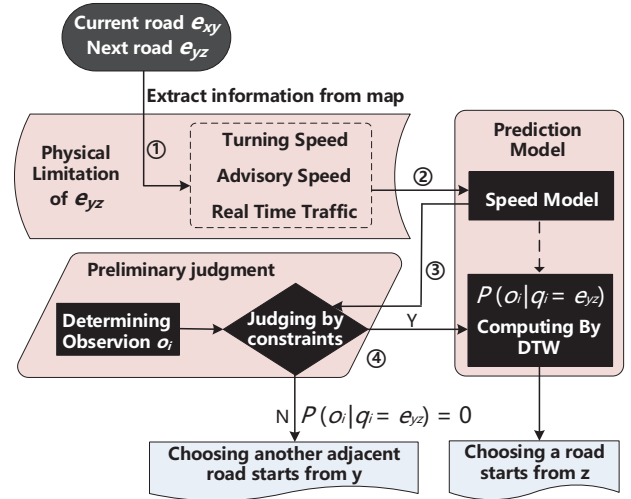 Current road e_xy
Next road e_yz
Extract information from map
①
Physical
Limitation
of e_yz
Turning Speed
Advisory Speed
Real Time Traffic
②
Prediction
Model
Speed Model
③
Preliminary judgment
Determining
Observion o_i
Judging by
constraints
Y
④
P(o_i|q_i = e_yz)
Computing By
DTW
N P(o_i|q_i = e_yz) = 0
Choosing another adjacent
road starts from y
Choosing a road
starts from z